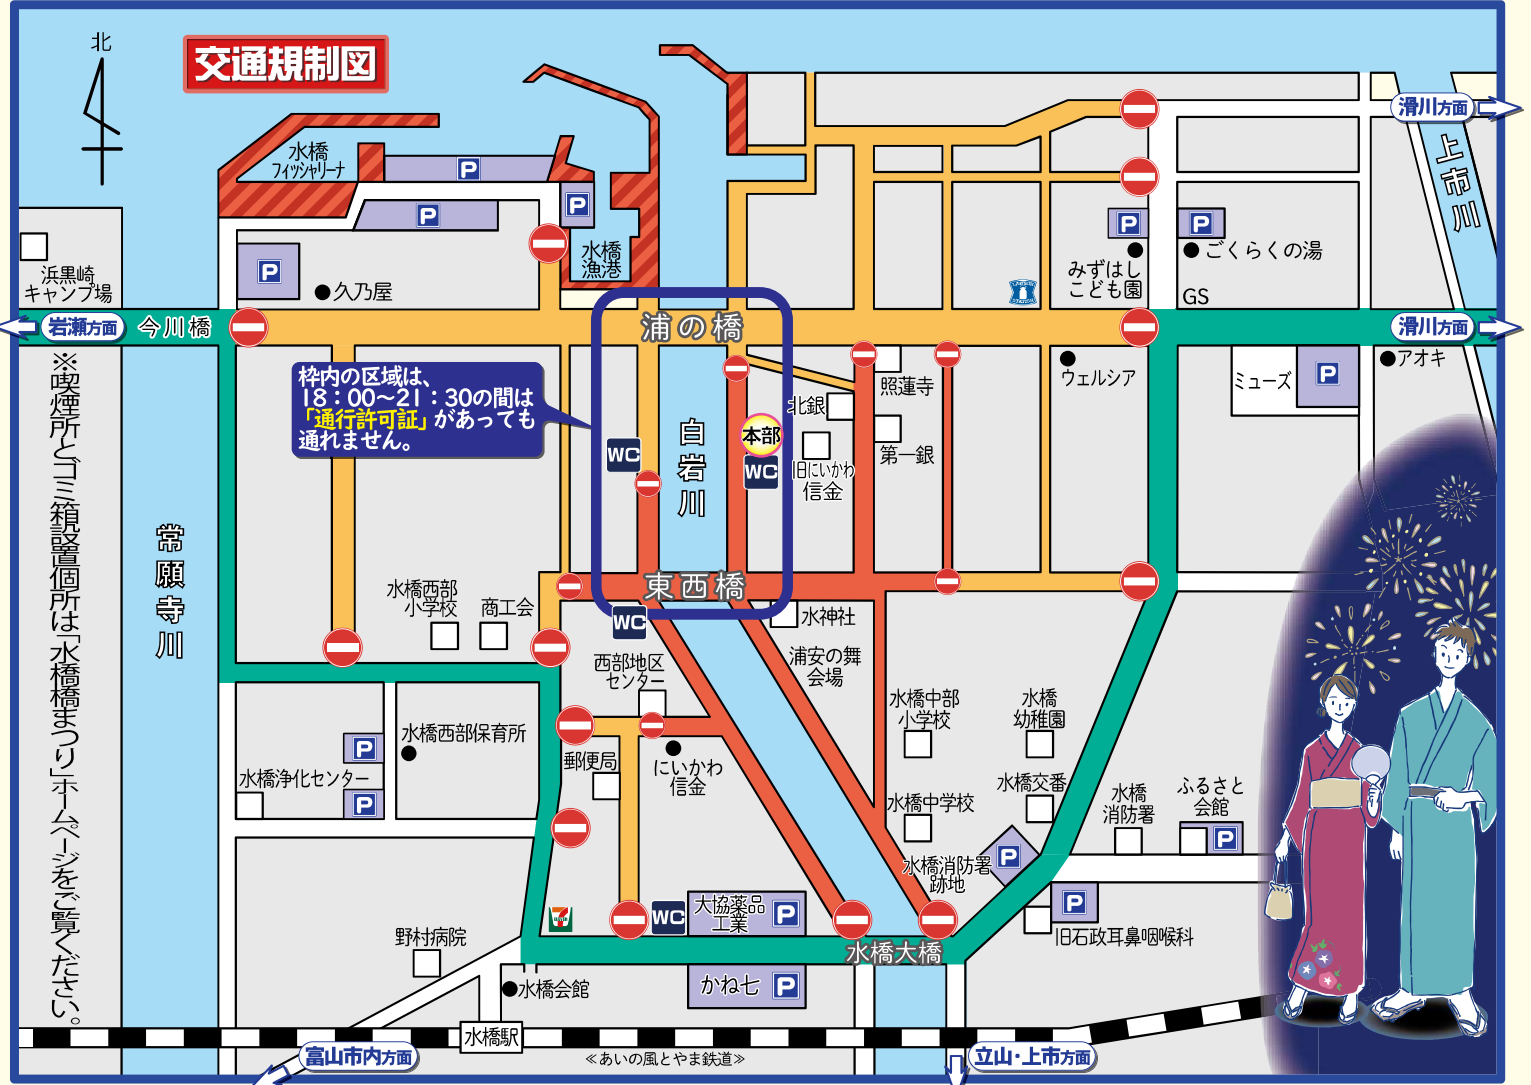 北
交通規制図
水橋
フィッシャリーナ
P
P
P
P
水橋
漁港
浜黒崎
キャンプ場
久乃屋
岩瀬方面
今川橋
浦の橋
滑川方面
上市川
P
P
みずはし
こども園
ごくらくの湯
GS
滑川方面
※喫煙所とゴミ箱設置個所は「水橋橋まつり」ホームページをご覧ください。
枠内の区域は、
18：00〜21：30の間は
「通行許可証」があっても
通れません。
WC
白岩川
本部
WC
北銀
旧にいかわ
信金
照蓮寺
第一銀
ウェルシア
ミューズ
P
アオキ
常願寺川
東西橋
WC
水橋西部
小学校
商工会
水神社
浦安の舞
会場
西部地区
センター
水橋西部保育所
P
水橋浄化センター
P
郵便局
にいかわ
信金
水橋中部
小学校
水橋
幼稚園
水橋中学校
水橋交番
水橋
消防署
ふるさと
会館
P
水橋消防署
跡地
P
P
旧石政耳鼻咽喉科
7
WC
大協薬品
工業
P
水橋大橋
野村病院
水橋会館
かね七
P
水橋駅
≪あいの風とやま鉄道≫
富山市内方面
立山・上市方面